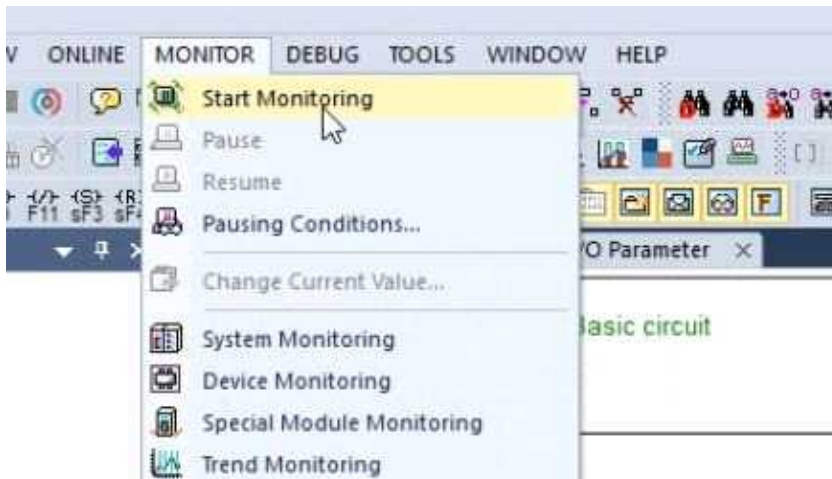 ONLINE MONITOR DEBUG TOOLS WINDOW HELP
Start Monitoring
Pause
Resume
F11 sF3
F
Pausing Conditions...
I/O Parameter
Change Current Value...
Basic circuit
System Monitoring
Device Monitoring
Special Module Monitoring
Trend Monitoring